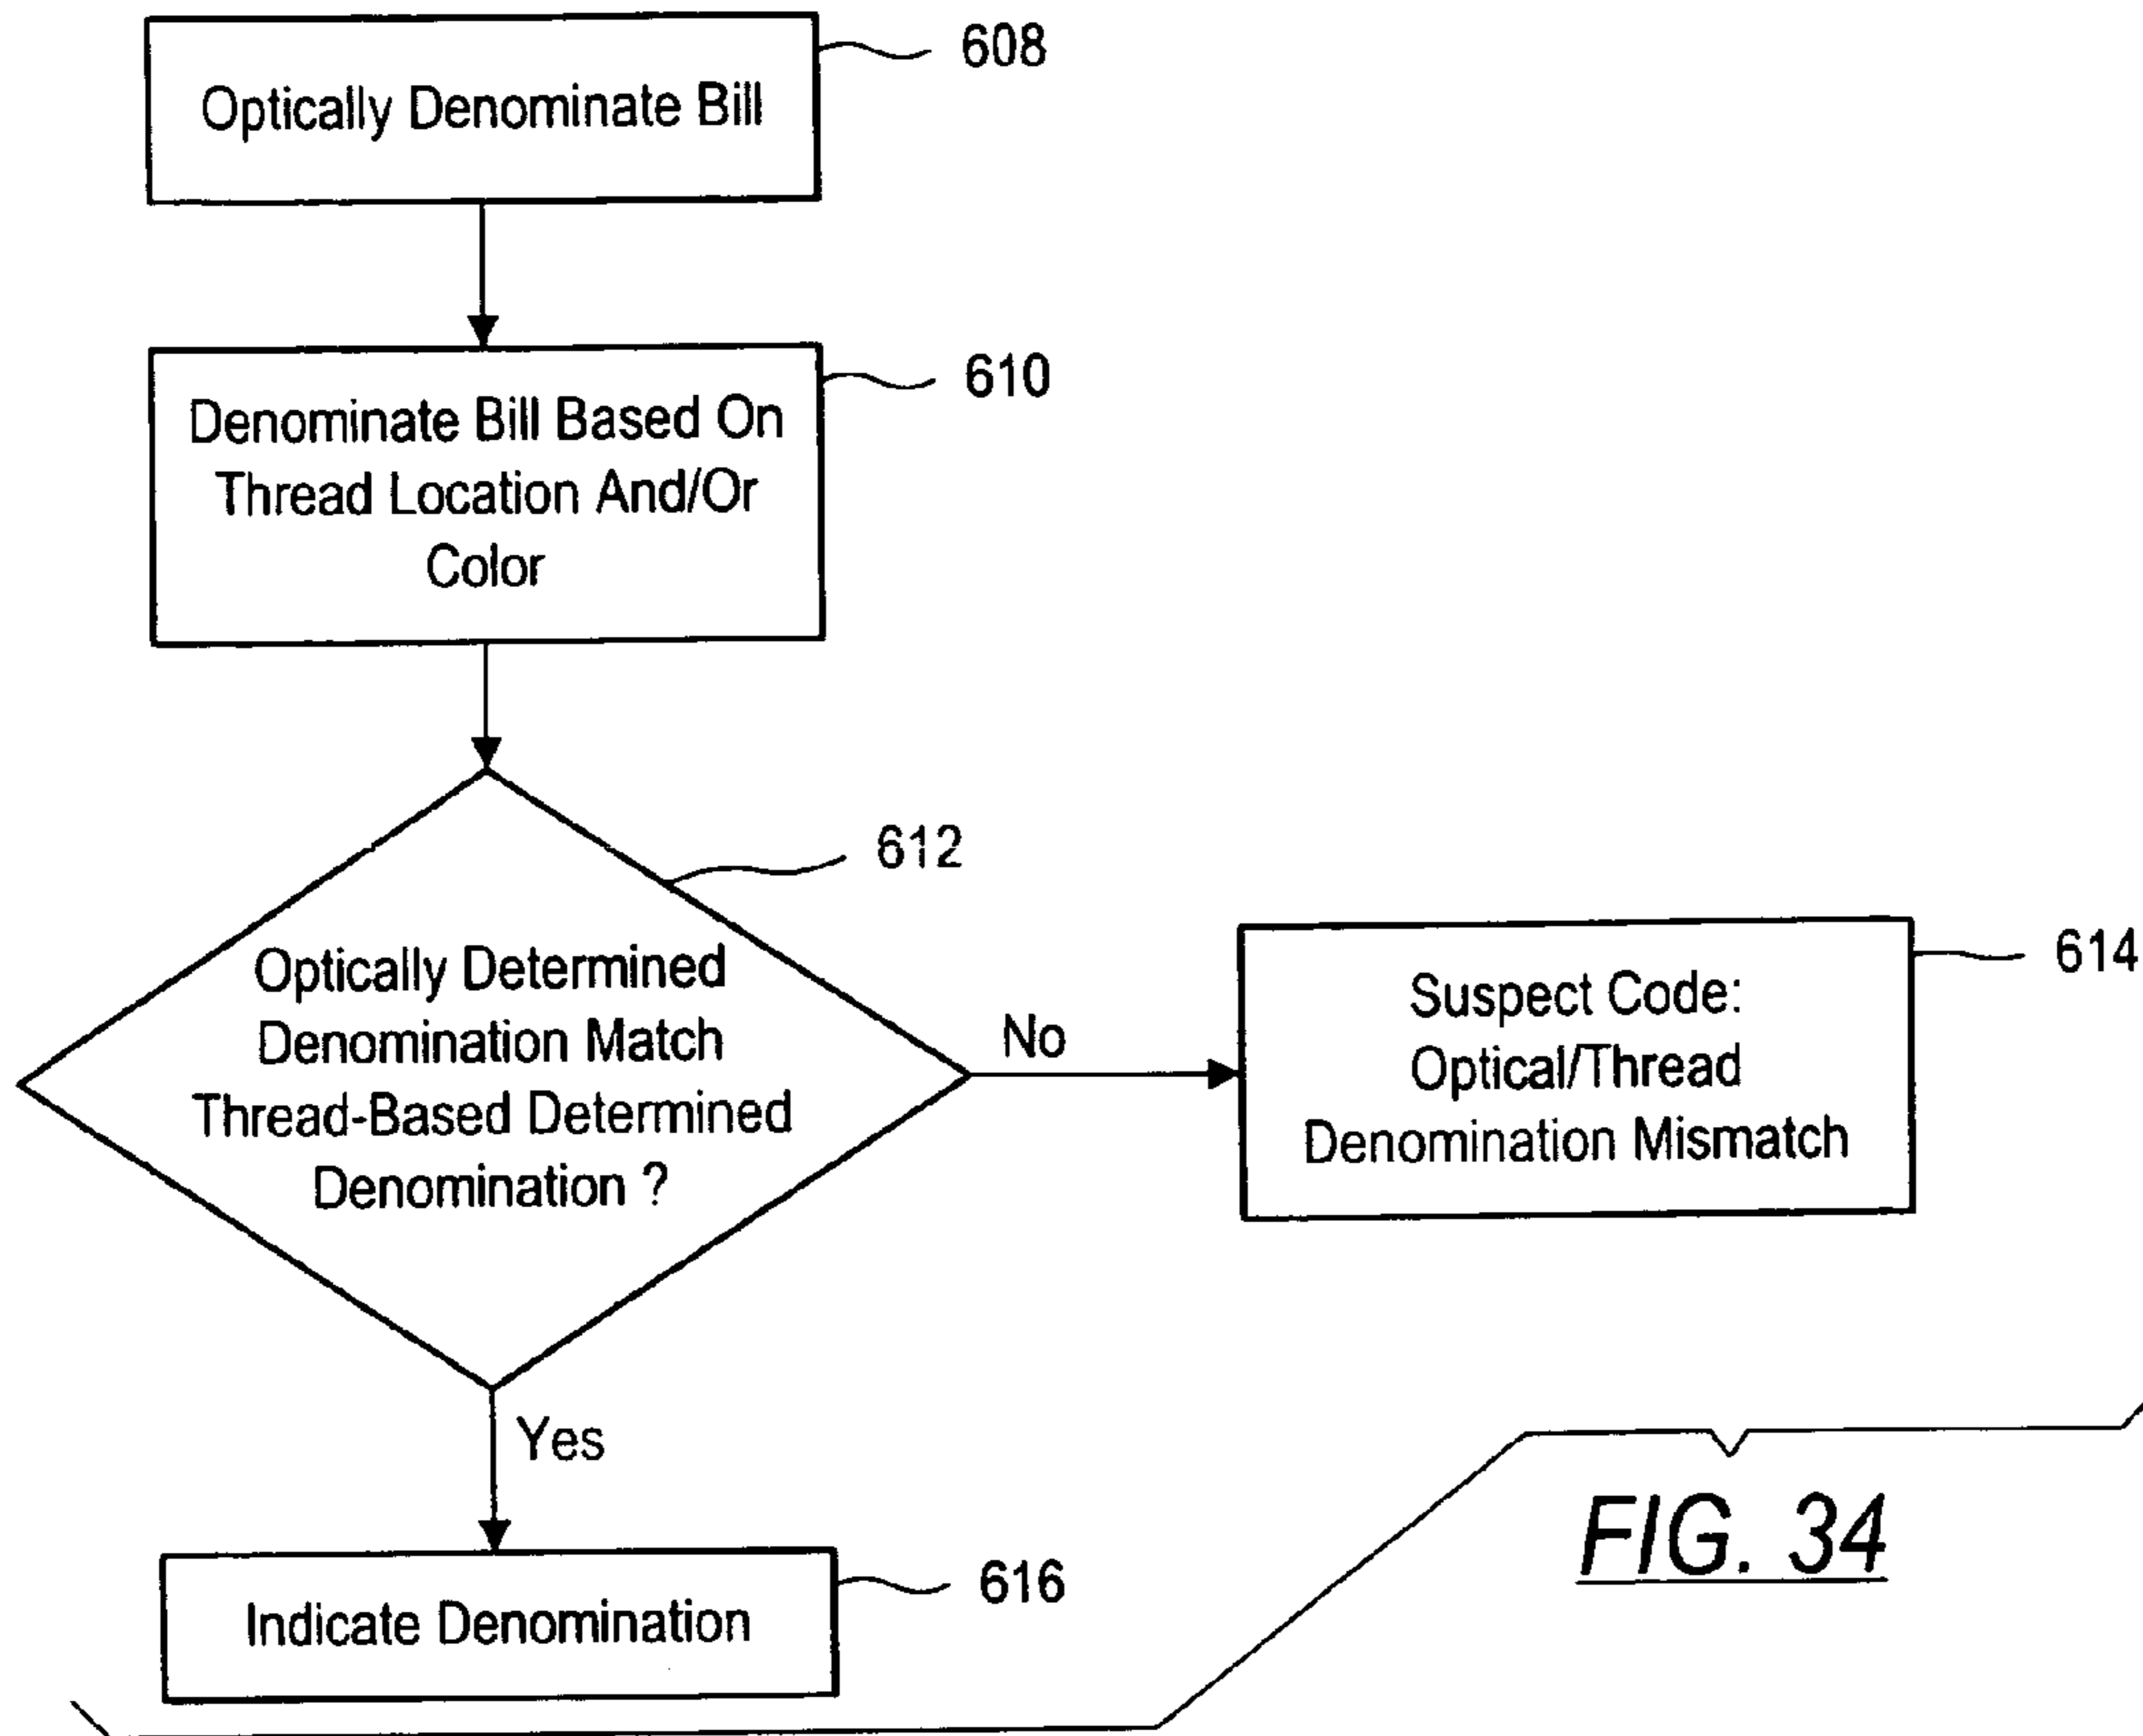 608
Optically Denominate Bill
610
Denominate Bill Based On
Thread Location And/Or
Color
612
Optically Determined
Denomination Match
Thread-Based Determined
Denomination ?
No
614
Suspect Code:
Optical/Thread
Denomination Mismatch
Yes
616
Indicate Denomination
FIG. 34